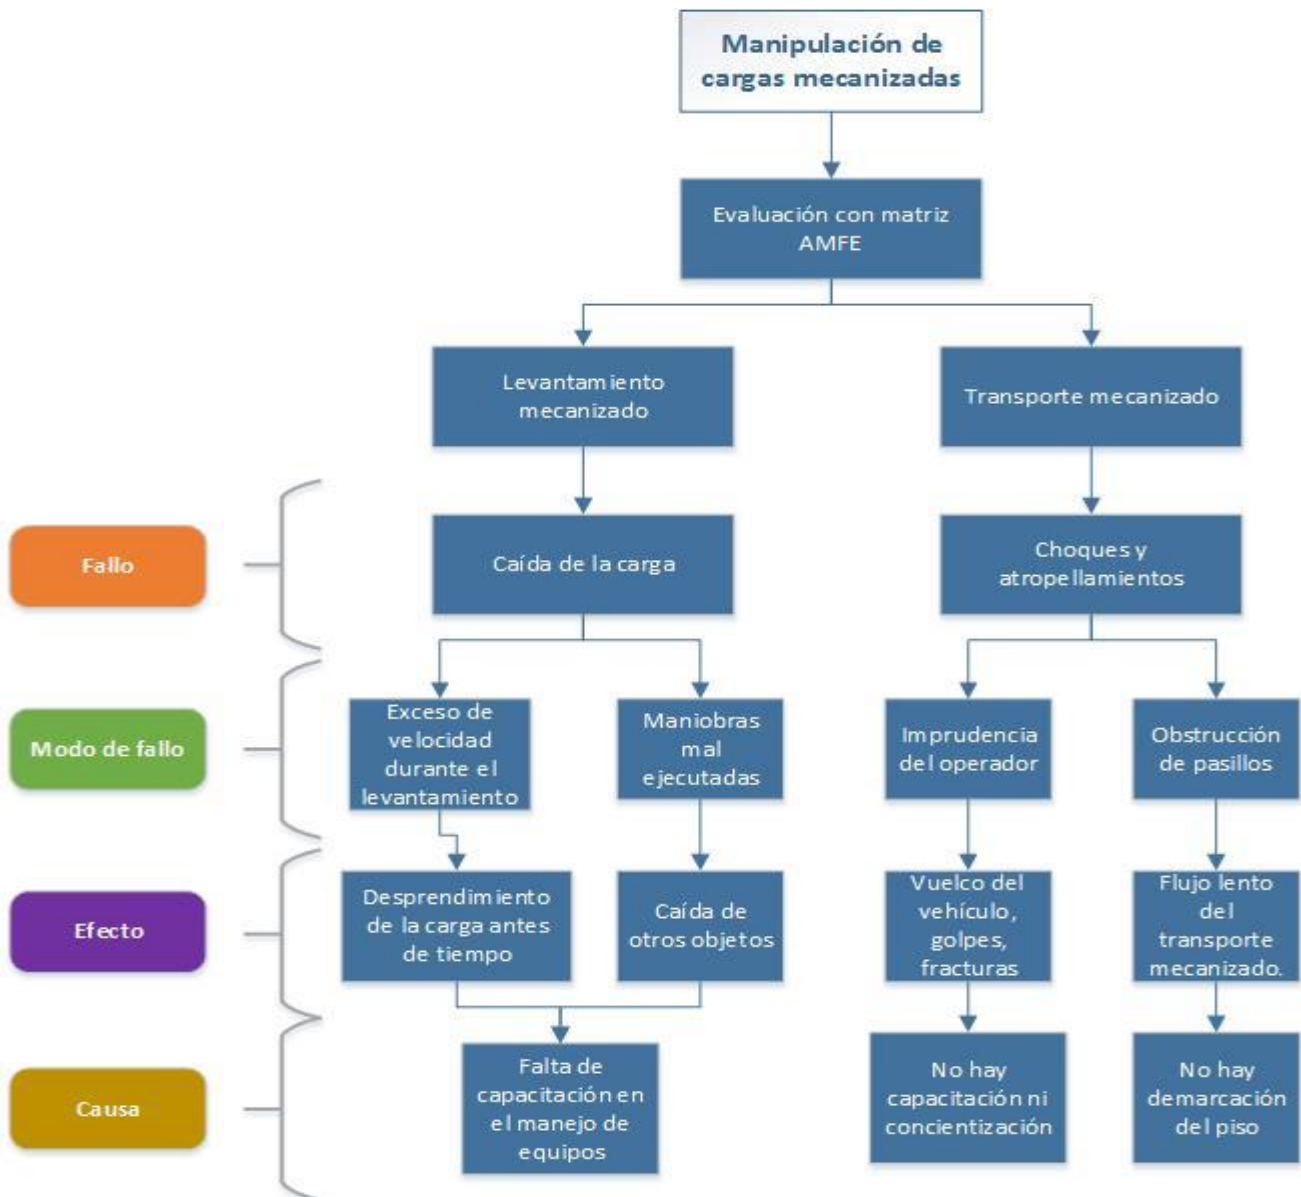 Manipulación de
cargas mecanizadas
Evaluación con matriz
AMFE
Levantamiento
mecanizado
Transporte mecanizado
Fallo
Caída de la carga
Choques y
atropellamientos
Modo de fallo
Exceso de
velocidad
durante el
levantamiento
Maniobras
mal
ejecutadas
Imprudencia
del operador
Obstrucción
de pasillos
Efecto
Desprendimiento
de la carga antes
de tiempo
Caída de
otros objetos
Vuelco del
vehículo,
golpes,
fracturas
Flujo lento
del
transporte
mecanizado.
Causa
Falta de
capacitación en
el manejo de
equipos
No hay
capacitación ni
concientización
No hay
demarcación
del piso